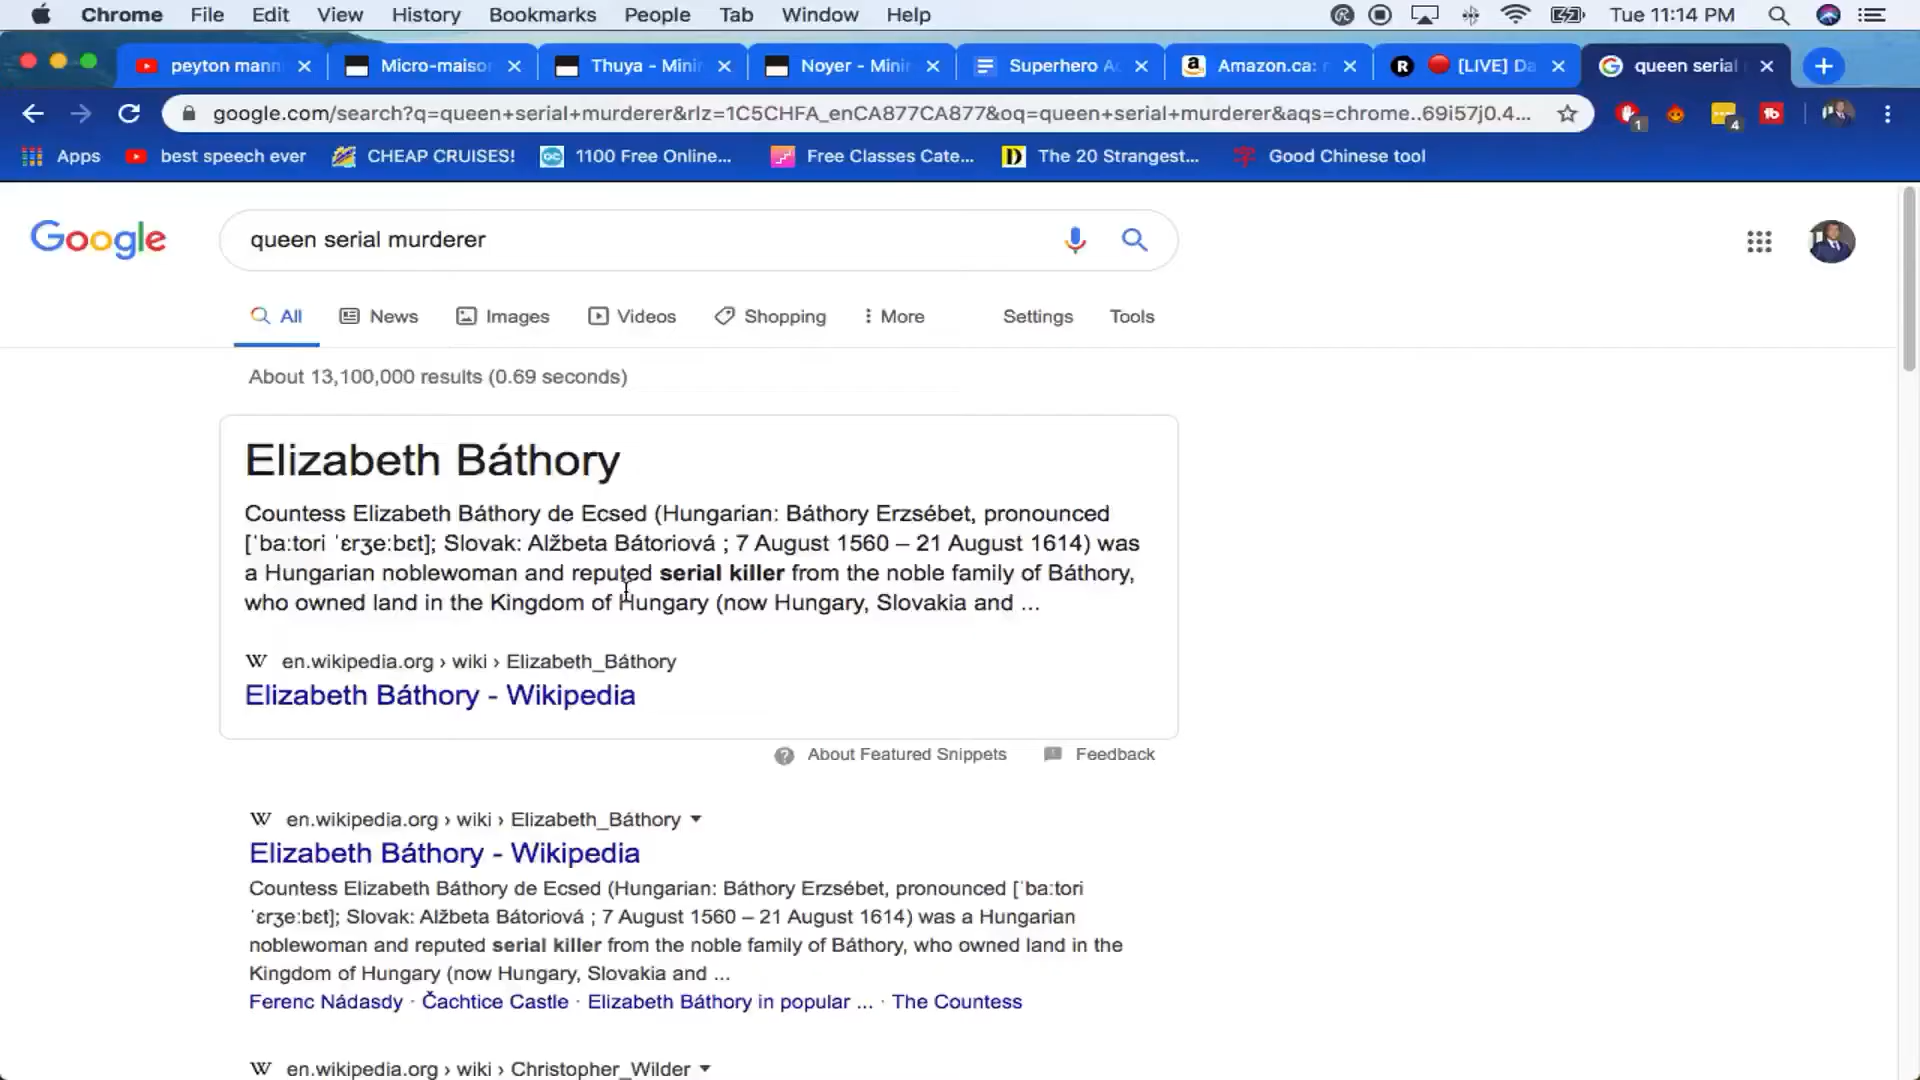 Chrome File Edit View History Bookmarks People Tab Window Help Tue 11:14 PM
peyton mann Micro-maiso Thuya - Mini Noyer - Mini Superhero Ac Amazon.ca: [LIVE] Da queen serial
google.com/search?q=queen+serial+murderer&rlz=1C5CHFA_enCA877CA877&oq=queen+serial+murderer&aqs=chrome..69i57j0.4... 1 4
Apps best speech ever CHEAP CRUISES! 1100 Free Online... Free Classes Cate... The 20 Strangest... Good Chinese tool
Google queen serial murderer
All News Images Videos Shopping More Settings Tools
About 13,100,000 results (0.69 seconds)
Elizabeth Báthory
Countess Elizabeth Báthory de Ecsed (Hungarian: Báthory Erzsébet, pronounced
[ˈbaːtori ˈɛrʒeːbɛt]; Slovak: Alžbeta Bátoriová ; 7 August 1560 – 21 August 1614) was
a Hungarian noblewoman and reputed serial killer from the noble family of Báthory,
who owned land in the Kingdom of Hungary (now Hungary, Slovakia and ...
W en.wikipedia.org › wiki › Elizabeth_Báthory
Elizabeth Báthory - Wikipedia
About Featured Snippets Feedback
W en.wikipedia.org › wiki › Elizabeth_Báthory
Elizabeth Báthory - Wikipedia
Countess Elizabeth Báthory de Ecsed (Hungarian: Báthory Erzsébet, pronounced [ˈbaːtori
ˈɛrʒeːbɛt]; Slovak: Alžbeta Bátoriová ; 7 August 1560 – 21 August 1614) was a Hungarian
noblewoman and reputed serial killer from the noble family of Báthory, who owned land in the
Kingdom of Hungary (now Hungary, Slovakia and ...
Ferenc Nádasdy · Čachtice Castle · Elizabeth Báthory in popular ... · The Countess
W en.wikipedia.org › wiki › Christopher_Wilder